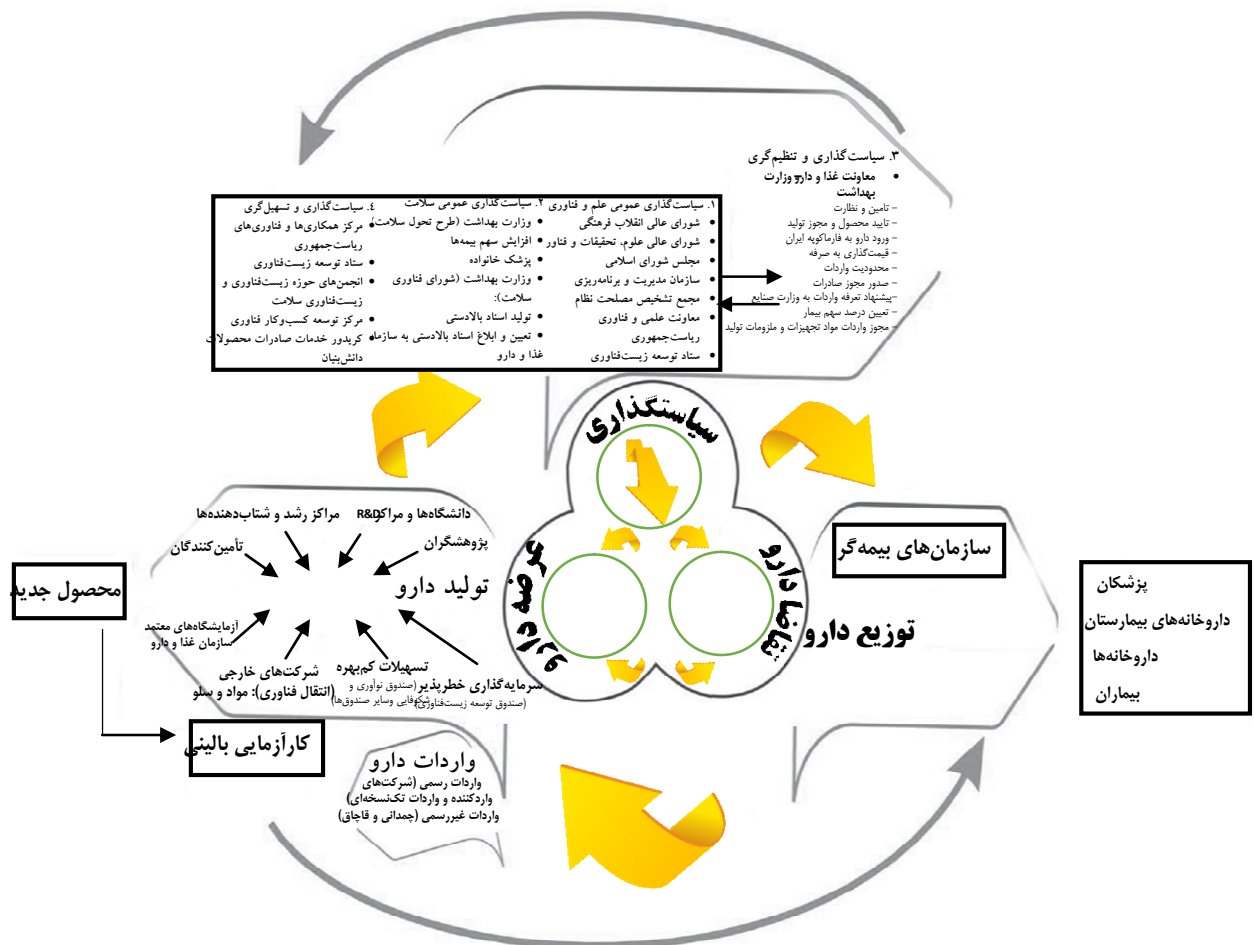 ۳. سیاست‌گذاری و تنظیم‌گری
• معاونت غذا و دارو وزارت
بهداشت
– تامین و نظارت
– تایید محصول و مجوز تولید
– ورود دارو به فارماکوپه ایران
– قیمت‌گذاری به صرفه
– محدودیت واردات
– صدور مجوز صادرات
–پیشنهاد تعرفه واردات به وزارت صنایع
– تعیین درصد سهم بیمار
– مجوز واردات مواد تجهیزات و ملزومات تولید
۱. سیاست‌گذاری عمومی علم و فناوری
• شورای عالی انقلاب فرهنگی
• شورای عالی علوم، تحقیقات و فناور
• مجلس شورای اسلامی
• سازمان مدیریت و برنامه‌ریزی
• مجمع تشخیص مصلحت نظام
• معاونت علمی و فناوری
ریاست‌جمهوری
• ستاد توسعه زیست‌فناوری
۲. سیاست‌گذاری عمومی سلامت
• وزارت بهداشت (طرح تحول سلامت)
• افزایش سهم بیمه‌ها
• پزشک خانواده
• وزارت بهداشت (شورای فناوری
سلامت):
• تولید اسناد بالادستی
• تعیین و ابلاغ اسناد بالادستی به سازما
غذا و دارو
٤. سیاست‌گذاری و تسهیل‌گری
• مرکز همکاری‌ها و فناوری‌های
ریاست‌جمهوری
• ستاد توسعه زیست‌فناوری
• انجمن‌های حوزه زیست‌فناوری و
زیست‌فناوری سلامت
• مرکز توسعه کسب‌وکار فناوری
• کریدور خدمات صادرات محصولات
دانش‌بنیان
سیاستگذاری
عرضه دارو
تقاضا دارو
سازمان‌های بیمه‌گر
توزیع دارو
پزشکان
داروخانه‌های بیمارستان
داروخانه‌ها
بیماران
دانشگاه‌ها و مراکز R&D
مراکز رشد و شتاب‌دهنده‌ها
پژوهشگران
تأمین‌کنندگان
تولید دارو
محصول جدید
آزمایشگاه‌های معتمد
سازمان غذا و دارو
شرکت‌های خارجی
(انتقال فناوری): مواد و سلو
تسهیلات کم‌بهره
(صندوق نوآوری و
شکوفایی وسایر صندوق‌ها)
سرمایه‌گذاری خطرپذیر
(صندوق توسعه زیست‌فناوری)
کارآزمایی بالینی
واردات دارو
واردات رسمی (شرکت‌های
واردکننده و واردات تک‌نسخه‌ای)
واردات غیررسمی (چمدانی و قاچاق)